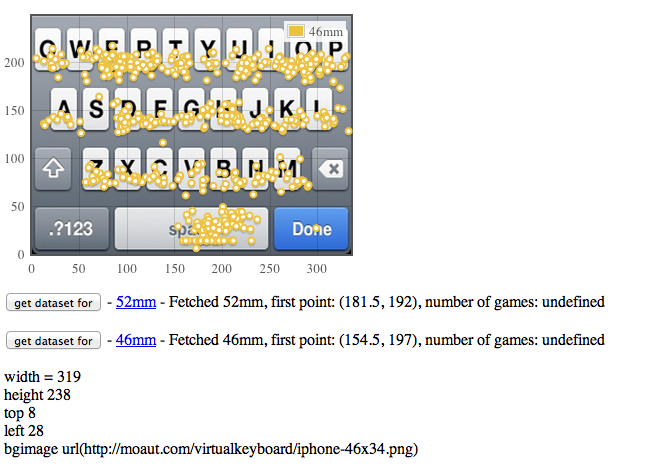 46mm
Q W E R T Y U I O P
200
A S D F G H J K L
150
Z X C V B N M
100
50
.?123 Done
0
0 50 100 150 200 250 300
get dataset for - 52mm - Fetched 52mm, first point: (181.5, 192), number of games: undefined
get dataset for - 46mm - Fetched 46mm, first point: (154.5, 197), number of games: undefined
width = 319
height 238
top 8
left 28
bgimage url(http://moaut.com/virtualkeyboard/iphone-46x34.png)